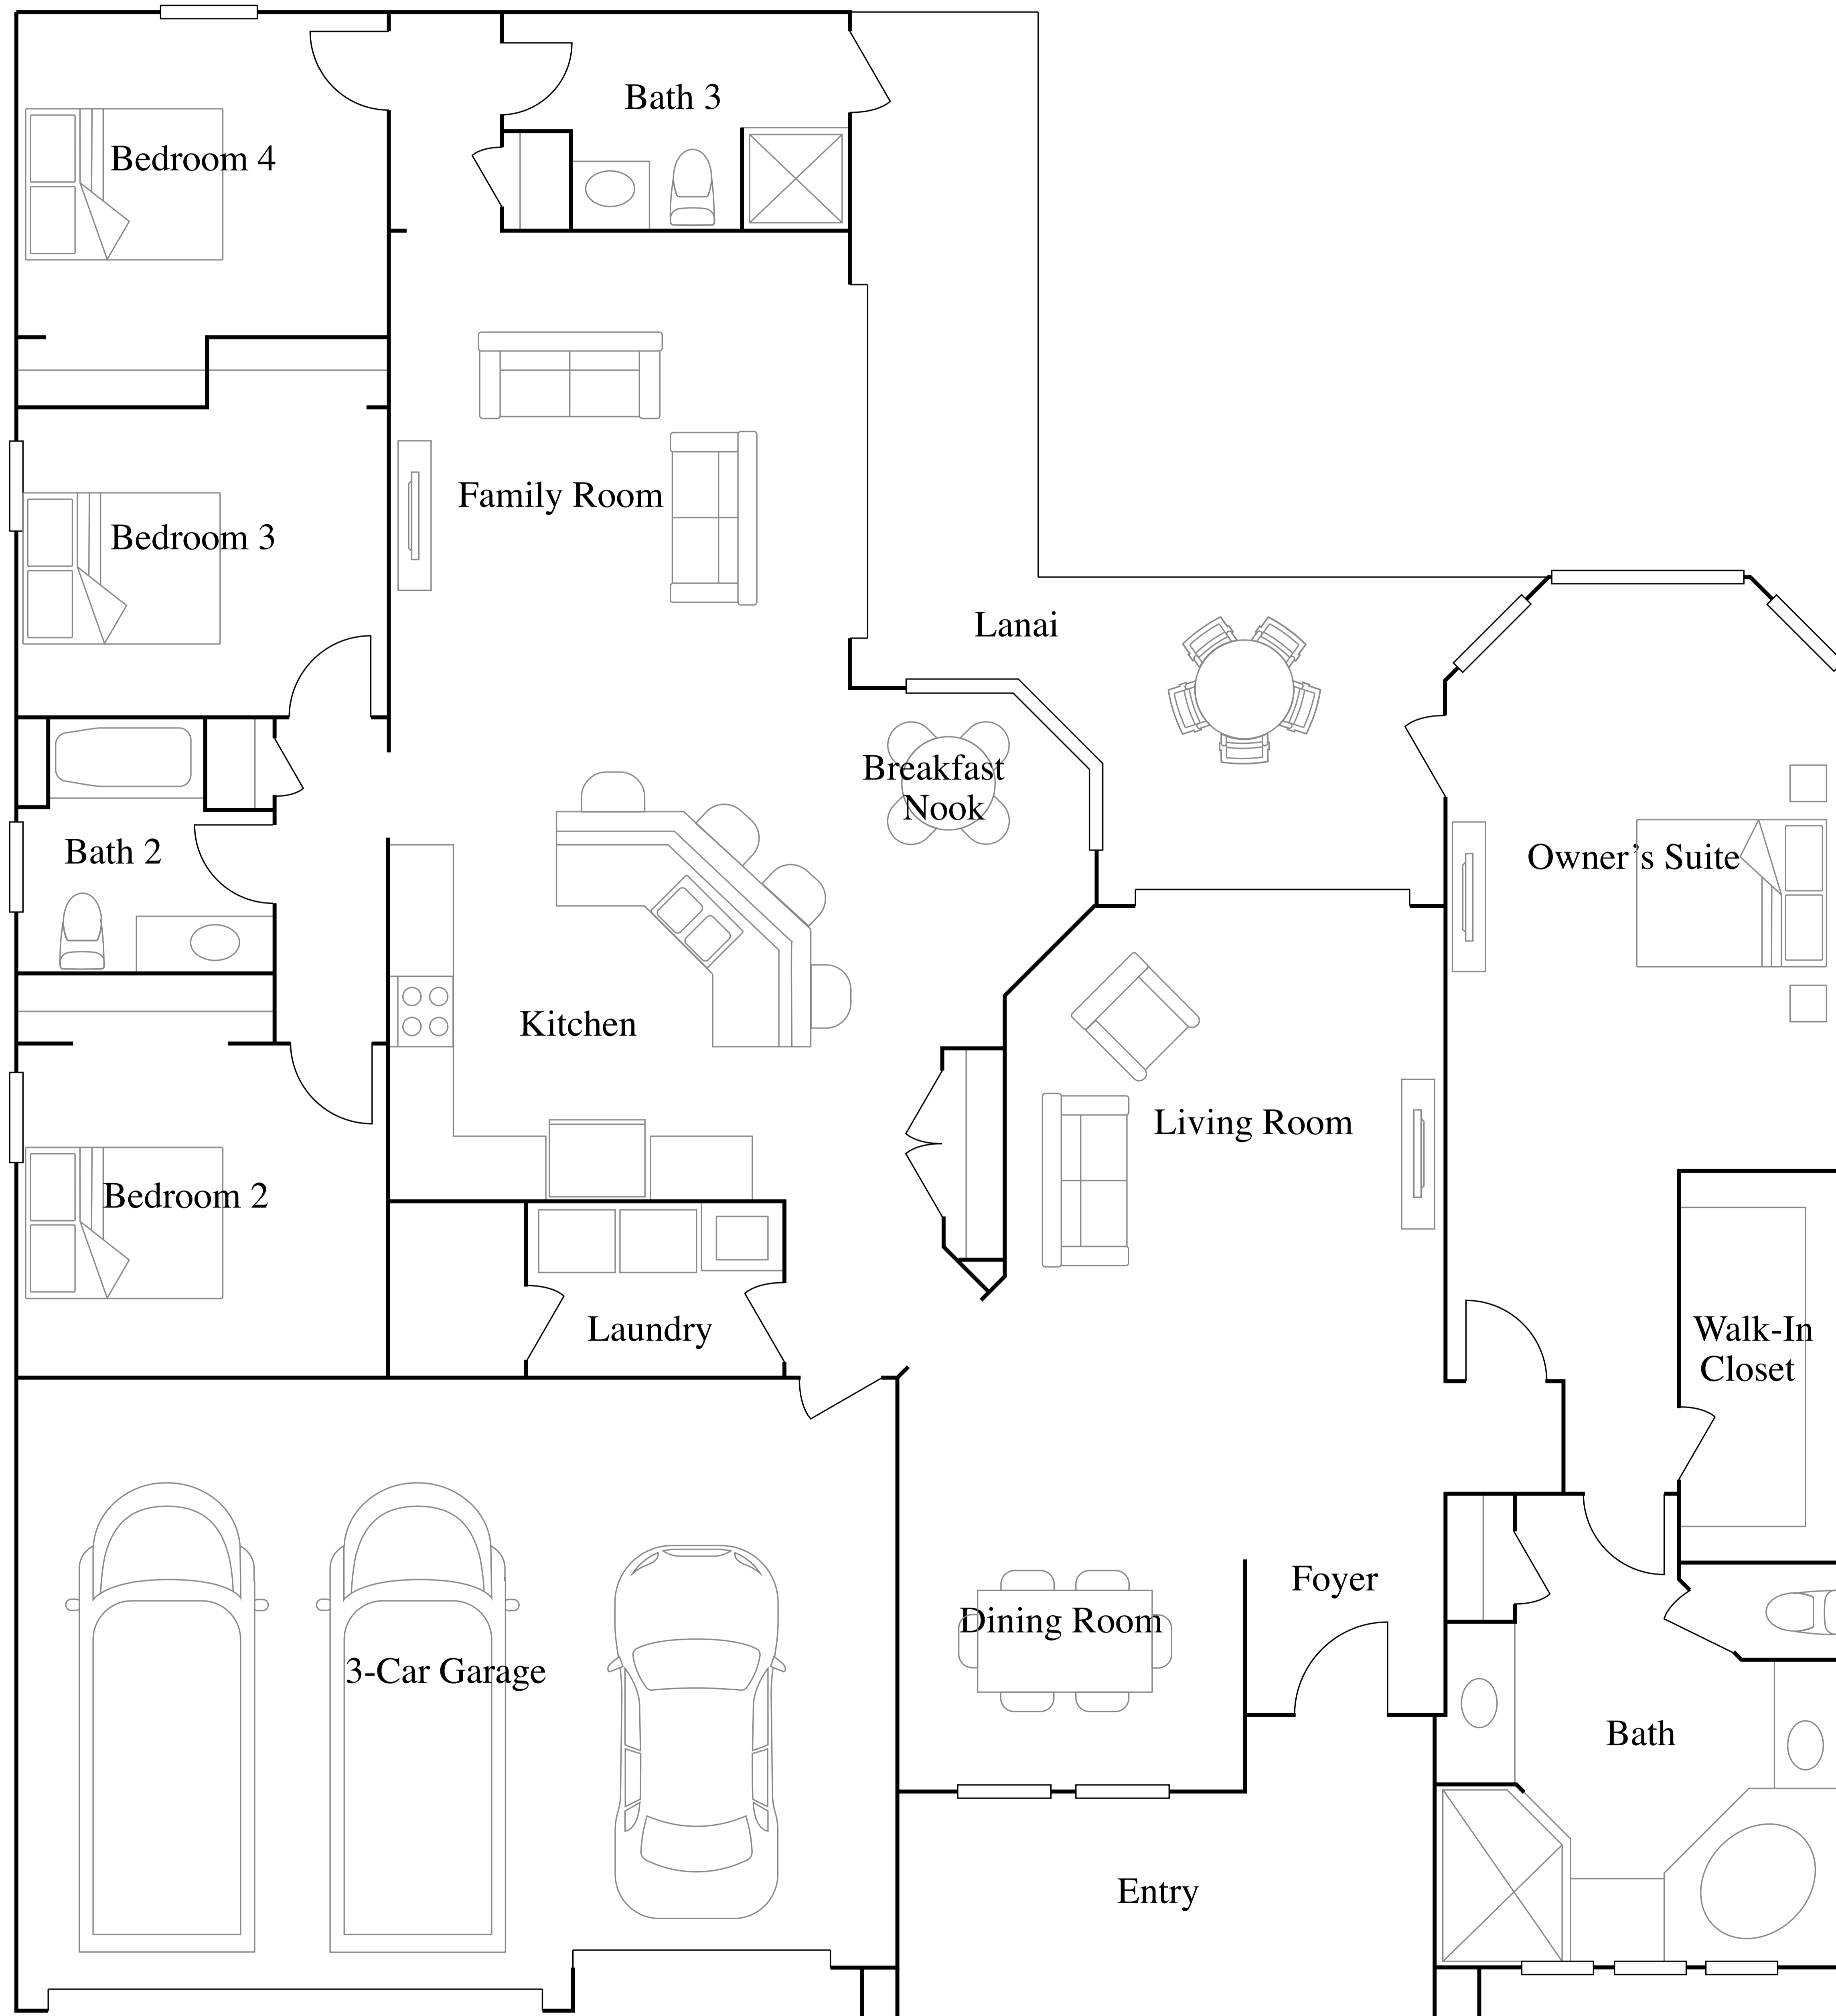 Bath 3
Bedroom 4
Family Room
Bedroom 3
Lanai
Breakfast
Nook
Bath 2
Owner's Suite
Kitchen
Living Room
Bedroom 2
Laundry
Walk-In
Closet
Foyer
Dining Room
3-Car Garage
Bath
Entry